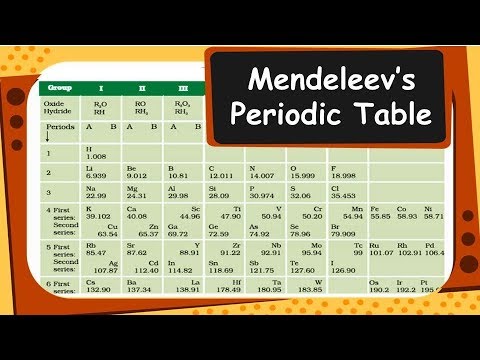 Mendeleev's
Periodic Table
Group I II III
Oxide R₂O RO R₂O₃
Hydride RH RH₂ RH₃
Periods A B A B A B
↓
1 H
1.008
2 Li Be B C N O F
6.939 9.012 10.81 12.011 14.007 15.999 18.998
3 Na Mg Al Si P S Cl
22.99 24.31 29.98 28.09 30.974 32.06 35.453
4 First K Ca Sc Ti V Cr Mn Fe Co Ni
series: 39.102 40.08 44.96 47.90 50.94 50.20 54.94 55.85 58.93 58.71
Second Cu Zn Ga Ge As Se Br
series: 63.54 65.37 69.72 72.59 74.92 78.96 79.909
5 First Rb Sr Y Zr Nb Mo Tc Ru Rh Pd
series: 85.47 87.62 88.91 91.22 92.91 95.94 99 101.07 102.91 106.4
Second Ag Cd In Sn Sb Te I
series: 107.87 112.40 114.82 118.69 121.75 127.60 126.90
6 First Cs Ba La Hf Ta W Os Ir Pt
series: 132.90 137.34 138.91 178.49 180.95 183.85 190.2 192.2